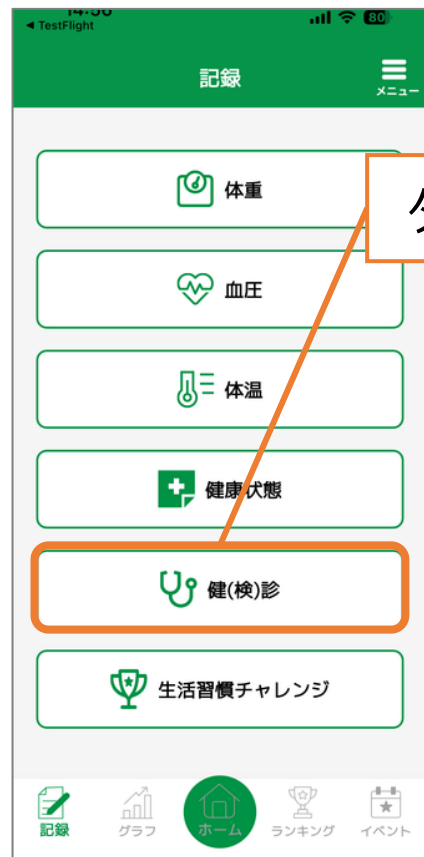 TestFlight
80
記録
メニュー
体重
血圧
体温
健康状態
健(検)診
生活習慣チャレンジ
記録
グラフ
ホーム
ランキング
イベント